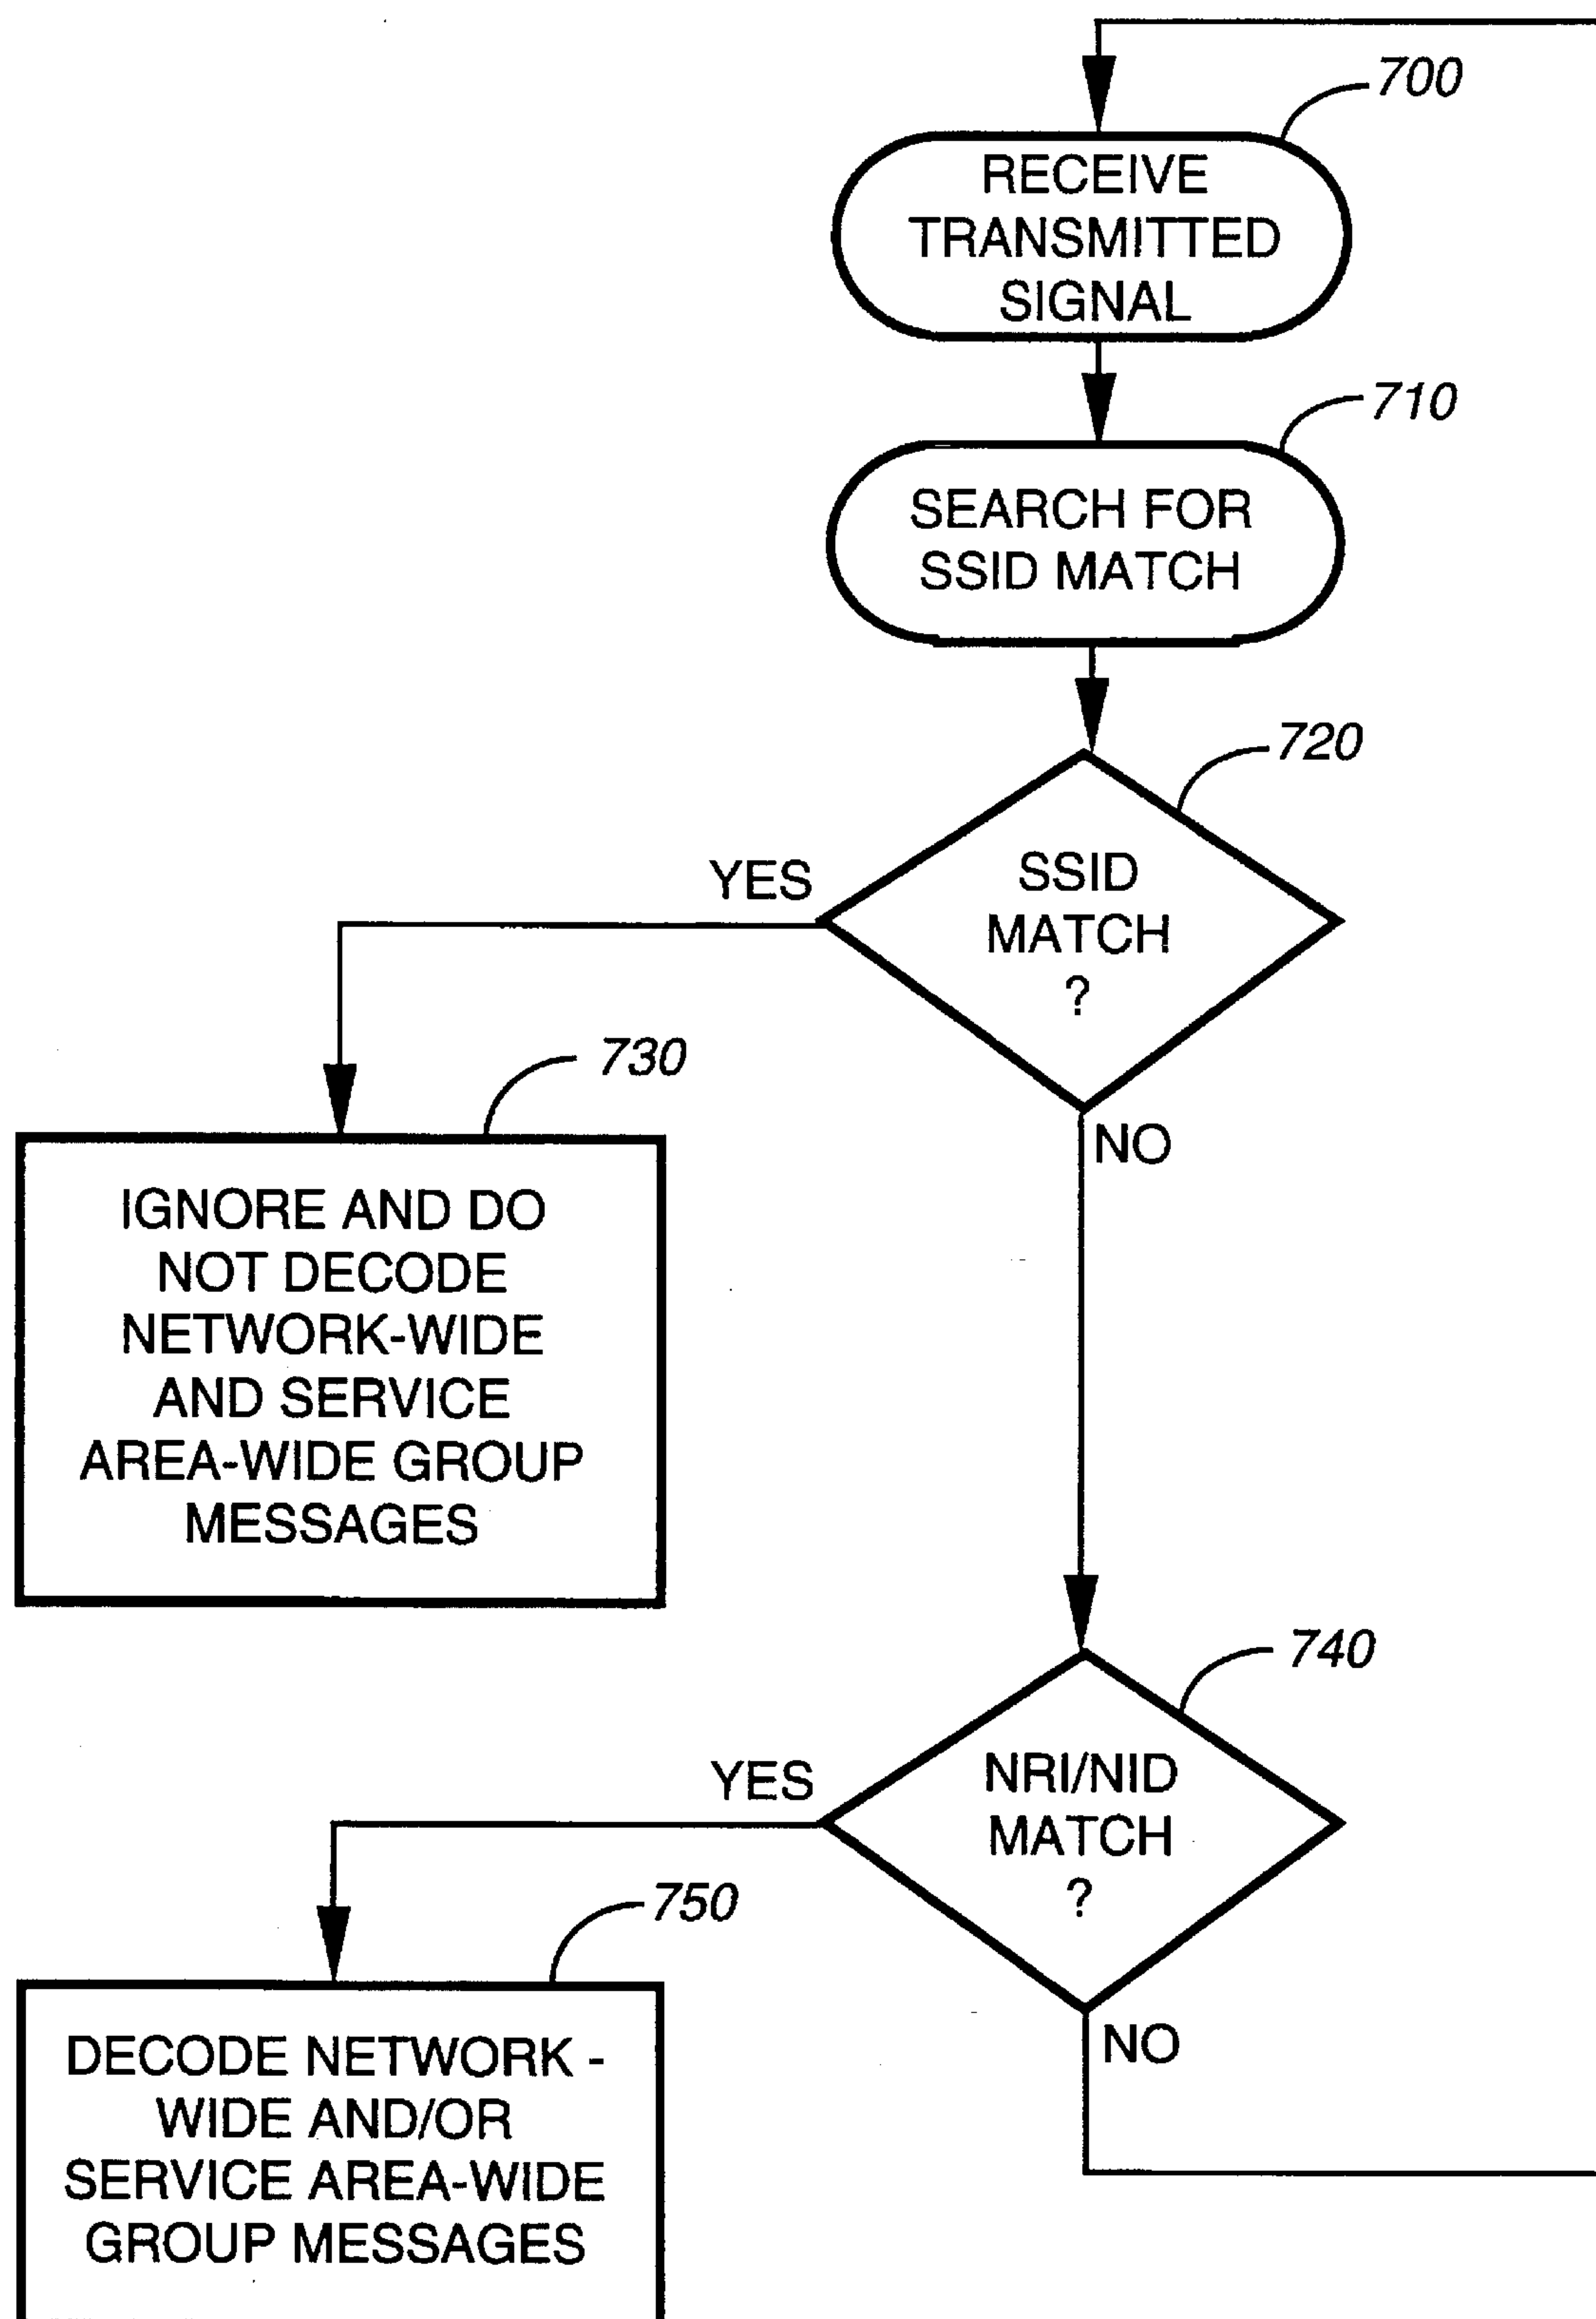 700
RECEIVE
TRANSMITTED
SIGNAL
710
SEARCH FOR
SSID MATCH
720
YES
SSID
MATCH
?
NO
730
IGNORE AND DO
NOT DECODE
NETWORK-WIDE
AND SERVICE
AREA-WIDE GROUP
MESSAGES
740
YES
NRI/NID
MATCH
?
NO
750
DECODE NETWORK -
WIDE AND/OR
SERVICE AREA-WIDE
GROUP MESSAGES